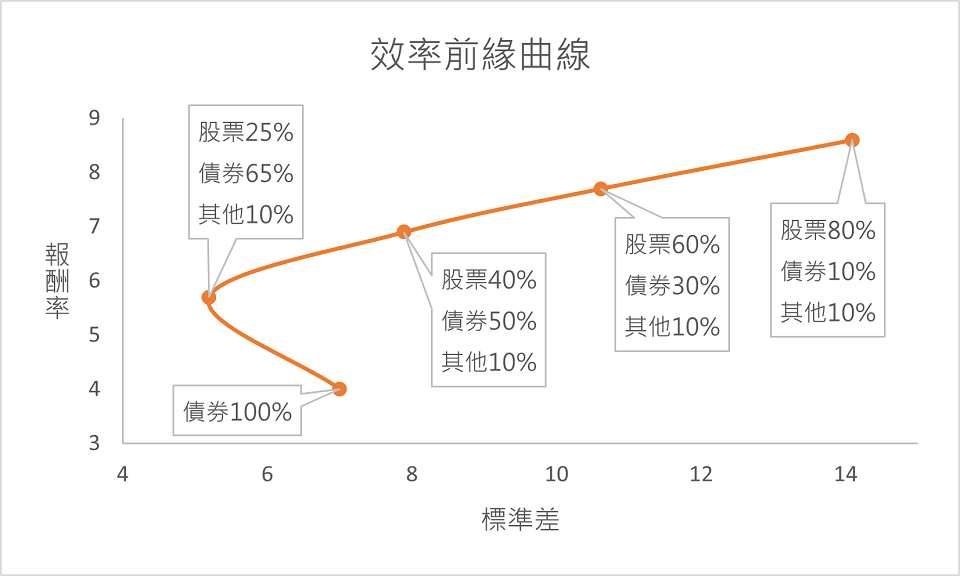 效率前緣曲線
9
8
7
6
5
4
3
報酬率
股票25%
債券65%
其他10%
債券100%
股票40%
債券50%
其他10%
股票60%
債券30%
其他10%
股票80%
債券10%
其他10%
4 6 8 10 12 14
標準差